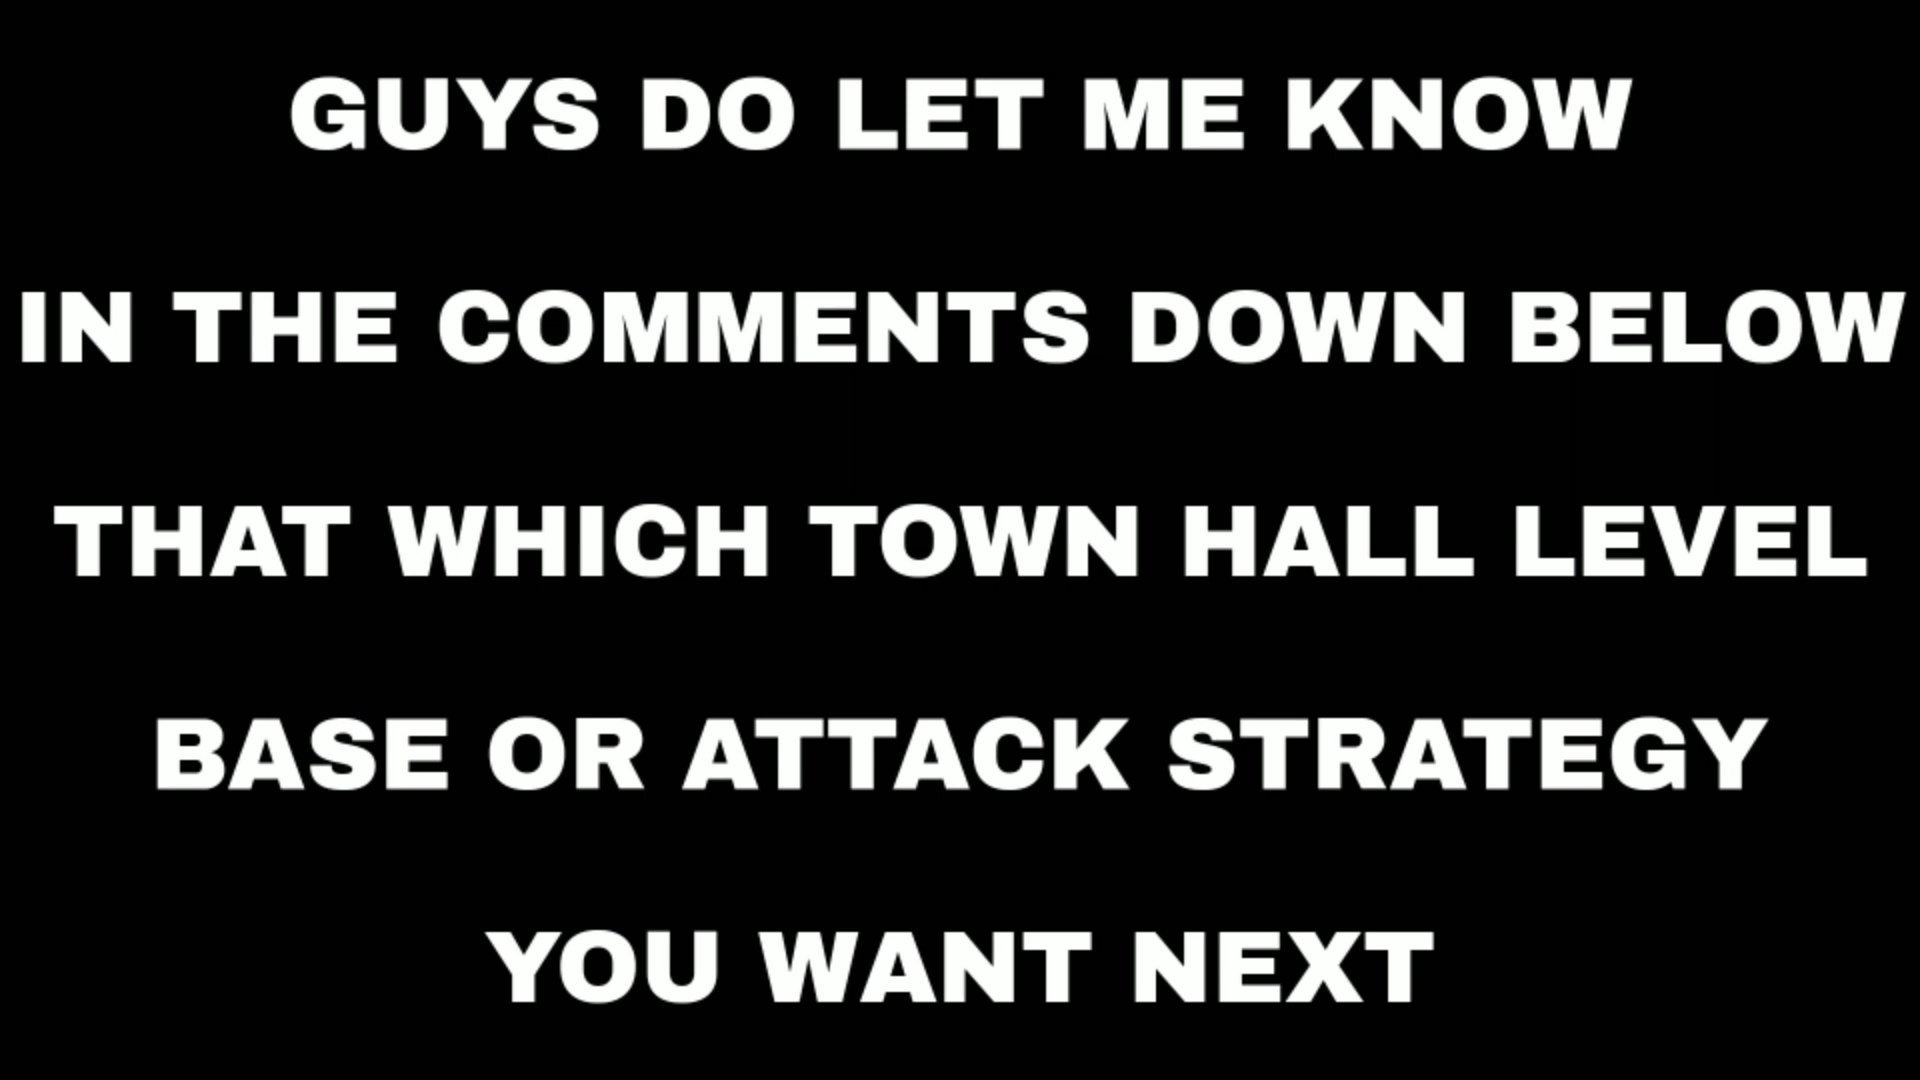 GUYS DO LET ME KNOW
IN THE COMMENTS DOWN BELOW
THAT WHICH TOWN HALL LEVEL
BASE OR ATTACK STRATEGY
YOU WANT NEXT